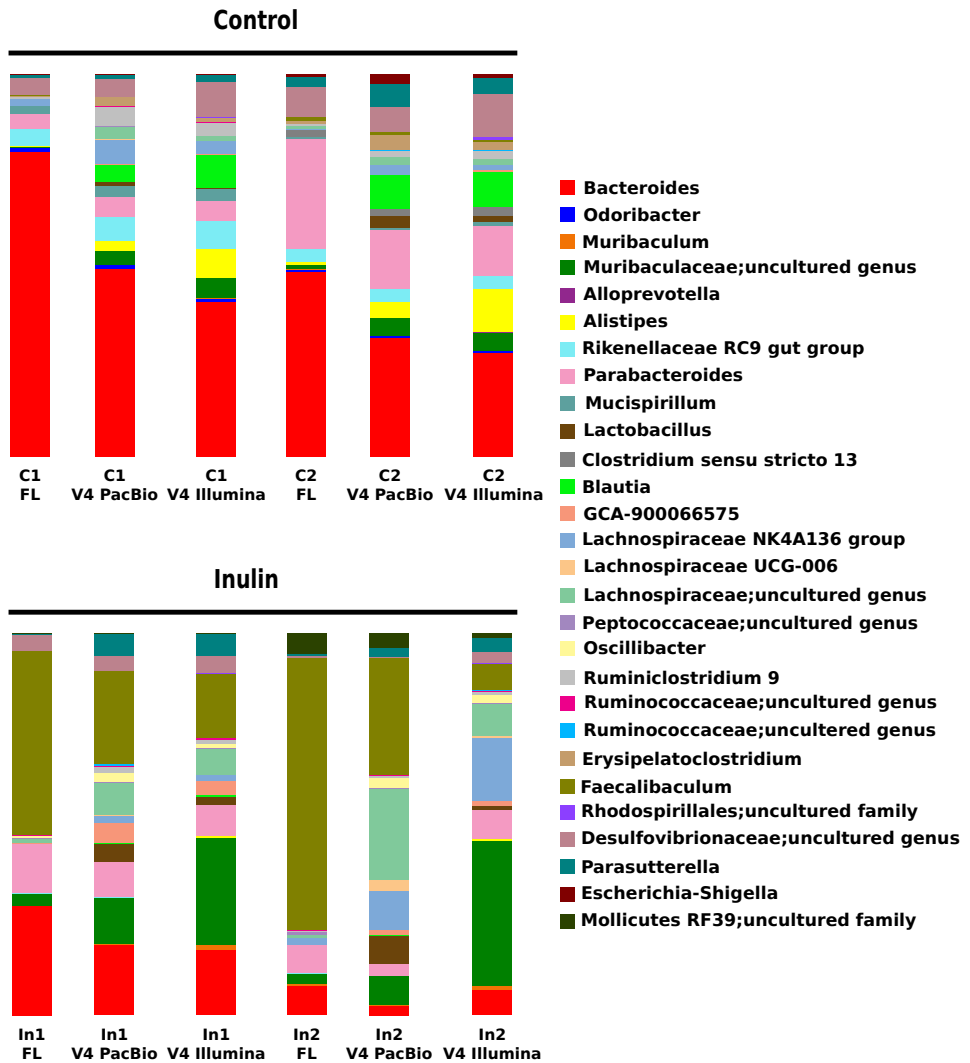 Control
C1
FL
C1
V4 PacBio
C1
V4 Illumina
C2
FL
C2
V4 PacBio
C2
V4 Illumina
Inulin
In1
FL
In1
V4 PacBio
In1
V4 Illumina
In2
FL
In2
V4 PacBio
In2
V4 Illumina
Bacteroides
Odoribacter
Muribaculum
Muribaculaceae;uncultured genus
Alloprevotella
Alistipes
Rikenellaceae RC9 gut group
Parabacteroides
Mucispirillum
Lactobacillus
Clostridium sensu stricto 13
Blautia
GCA-900066575
Lachnospiraceae NK4A136 group
Lachnospiraceae UCG-006
Lachnospiraceae;uncultured genus
Peptococcaceae;uncultured genus
Oscillibacter
Ruminiclostridium 9
Ruminococcaceae;uncultured genus
Ruminococcaceae;uncultered genus
Erysipelatoclostridium
Faecalibaculum
Rhodospirillales;uncultured family
Desulfovibrionaceae;uncultured genus
Parasutterella
Escherichia-Shigella
Mollicutes RF39;uncultured family